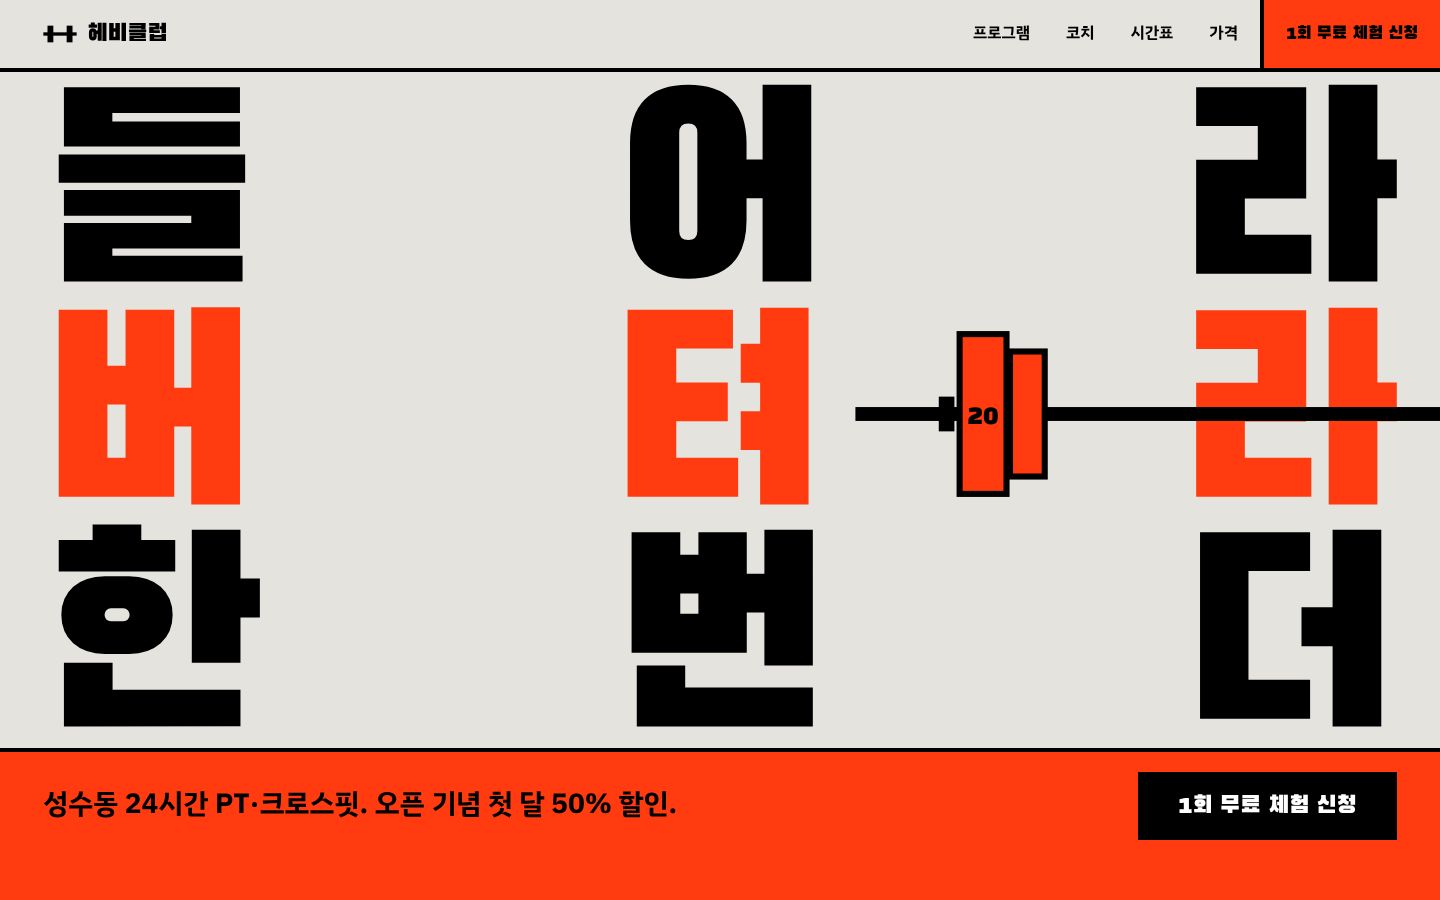 헤비클럽
프로그램 코치 시간표 가격 1회 무료 체험 신청
들어라
버텨라
20
한번더
성수동 24시간 PT·크로스핏. 오픈 기념 첫 달 50% 할인.
1회 무료 체험 신청